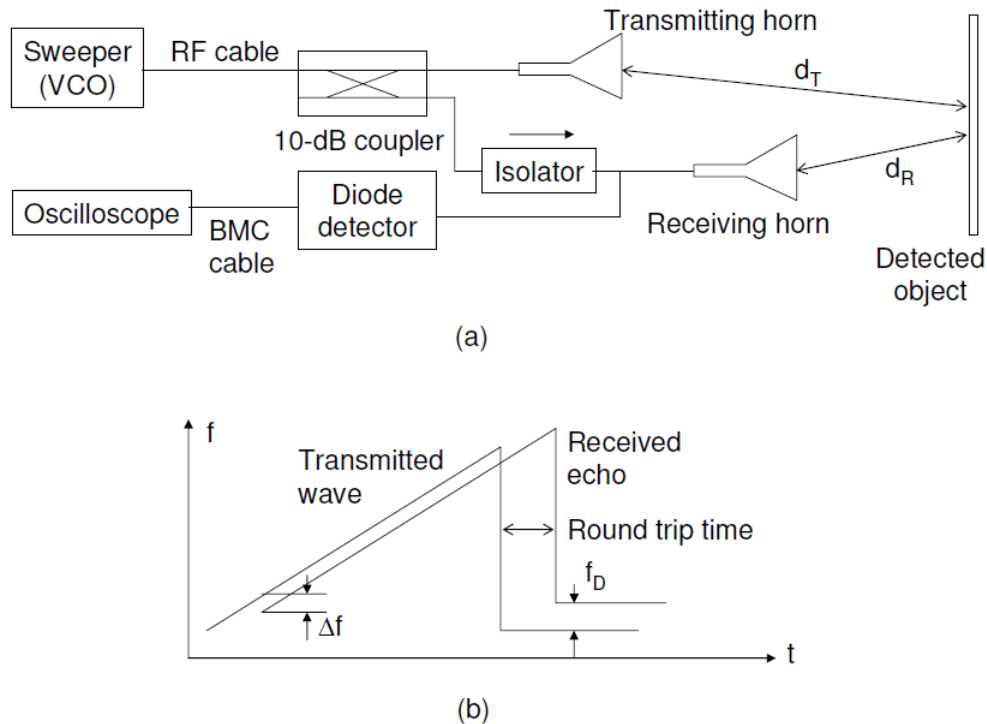 (a)
Transmitting horn
Sweeper
(VCO)
RF cable
d_T
10-dB coupler
Isolator
Diode
detector
Oscilloscope
BMC
cable
d_R
Receiving horn
Detected
object
(b)
f
Transmitted
wave
Received
echo
Round trip time
f_D
Δf
t